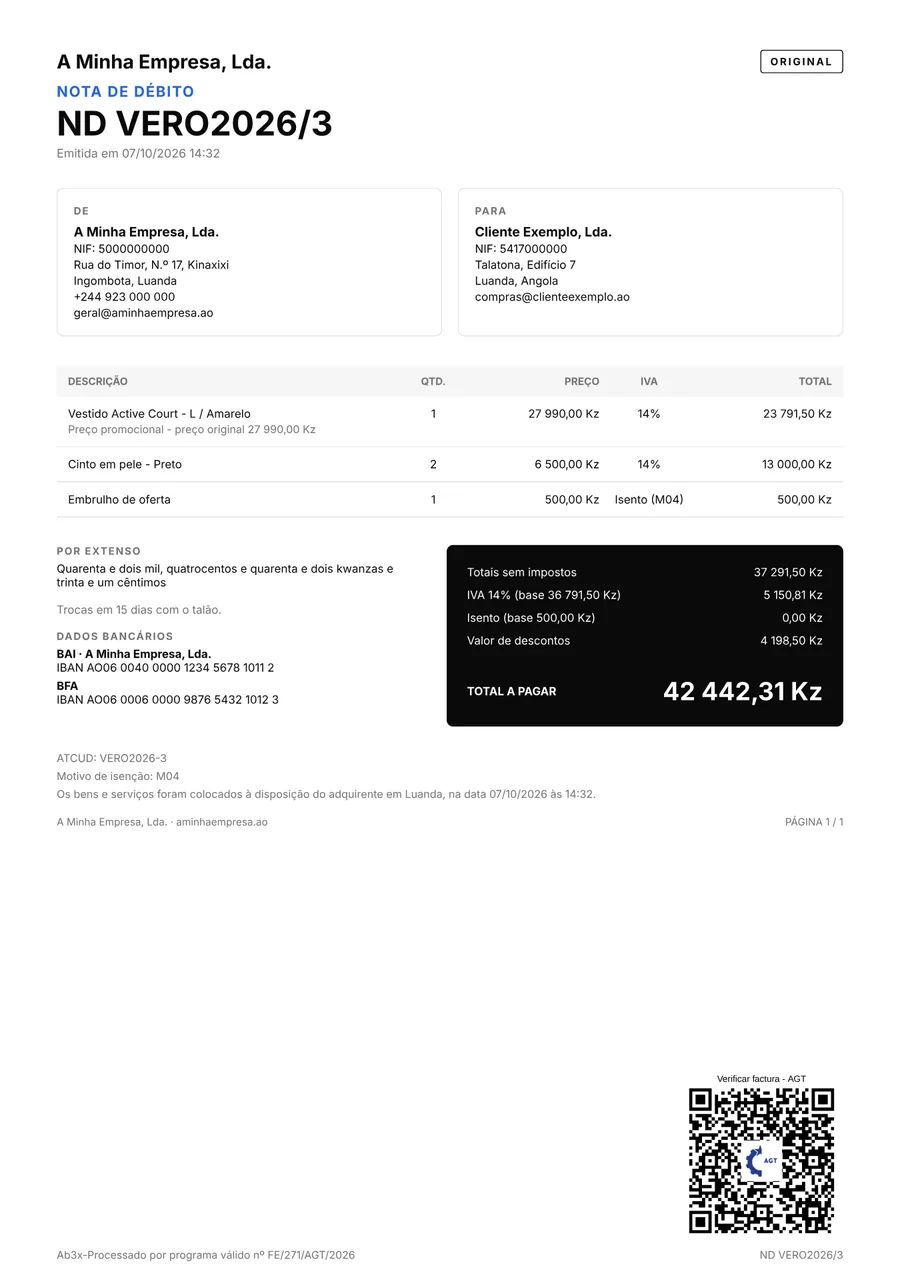 A Minha Empresa, Lda.
ORIGINAL
NOTA DE DÉBITO
ND VERO2026/3
Emitida em 07/10/2026 14:32
DE
A Minha Empresa, Lda.
NIF: 5000000000
Rua do Timor, N.º 17, Kinaxixi
Ingombota, Luanda
+244 923 000 000
geral@aminhaempresa.ao
PARA
Cliente Exemplo, Lda.
NIF: 5417000000
Talatona, Edifício 7
Luanda, Angola
compras@clienteexemplo.ao
DESCRIÇÃO QTD. PREÇO IVA TOTAL
Vestido Active Court - L / Amarelo 1 27 990,00 Kz 14% 23 791,50 Kz
Preço promocional - preço original 27 990,00 Kz
Cinto em pele - Preto 2 6 500,00 Kz 14% 13 000,00 Kz
Embrulho de oferta 1 500,00 Kz Isento (M04) 500,00 Kz
POR EXTENSO
Quarenta e dois mil, quatrocentos e quarenta e dois kwanzas e
trinta e um cêntimos
Trocas em 15 dias com o talão.
DADOS BANCÁRIOS
BAI · A Minha Empresa, Lda.
IBAN AO06 0040 0000 1234 5678 1011 2
BFA
IBAN AO06 0006 0000 9876 5432 1012 3
Totais sem impostos 37 291,50 Kz
IVA 14% (base 36 791,50 Kz) 5 150,81 Kz
Isento (base 500,00 Kz) 0,00 Kz
Valor de descontos 4 198,50 Kz
TOTAL A PAGAR 42 442,31 Kz
ATCUD: VERO2026-3
Motivo de isenção: M04
Os bens e serviços foram colocados à disposição do adquirente em Luanda, na data 07/10/2026 às 14:32.
A Minha Empresa, Lda. · aminhaempresa.ao PÁGINA 1 / 1
Verificar factura - AGT
AGT
Ab3x-Processado por programa válido nº FE/271/AGT/2026 ND VERO2026/3